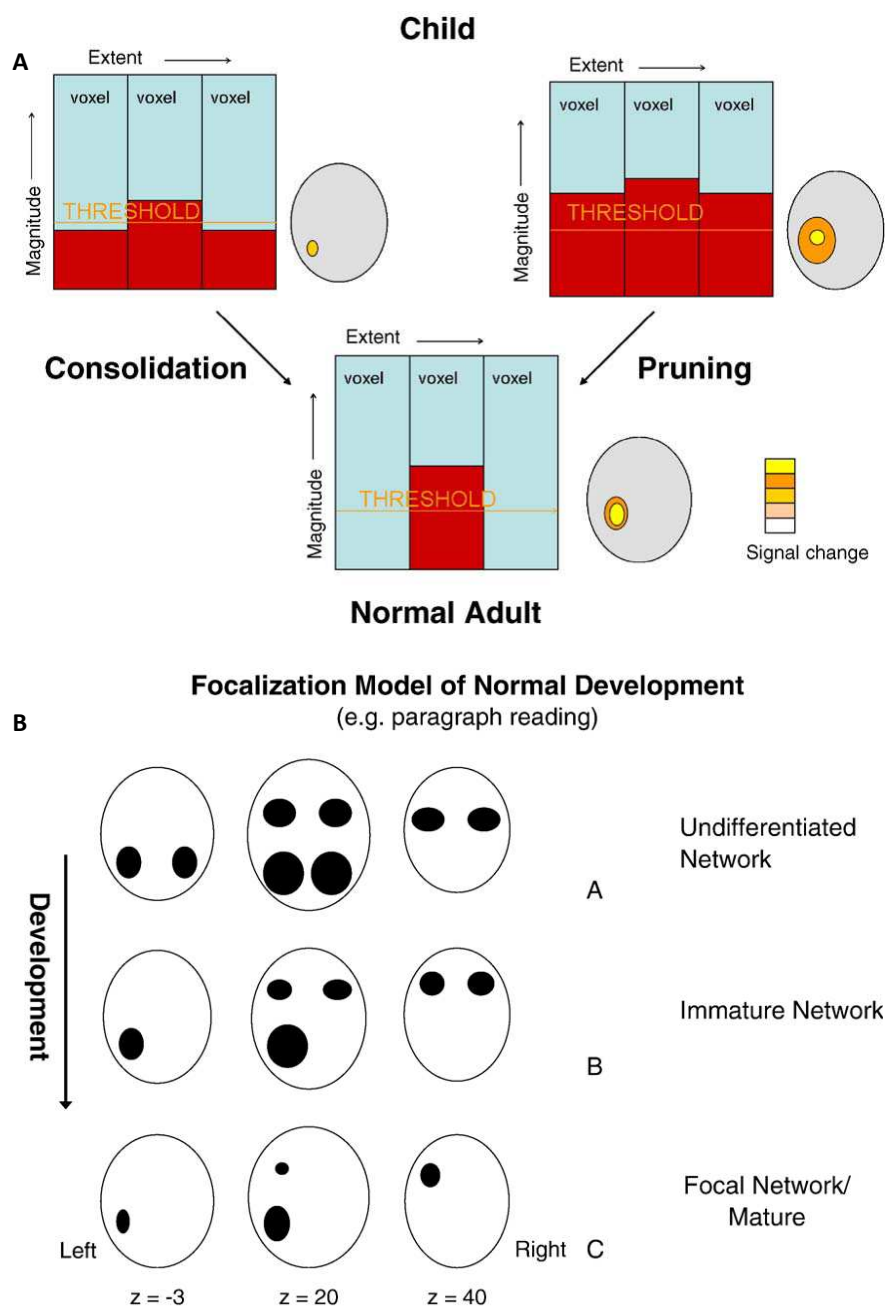 Child
A
Extent
voxel voxel voxel
Magnitude
THRESHOLD
Extent
voxel voxel voxel
Magnitude
THRESHOLD
Consolidation
Pruning
Extent
voxel voxel voxel
Magnitude
THRESHOLD
Signal change
Normal Adult
Focalization Model of Normal Development
(e.g. paragraph reading)
B
Development
Undifferentiated
Network
A
Immature Network
B
Focal Network/
Mature
Left
Right
C
z = -3 z = 20 z = 40